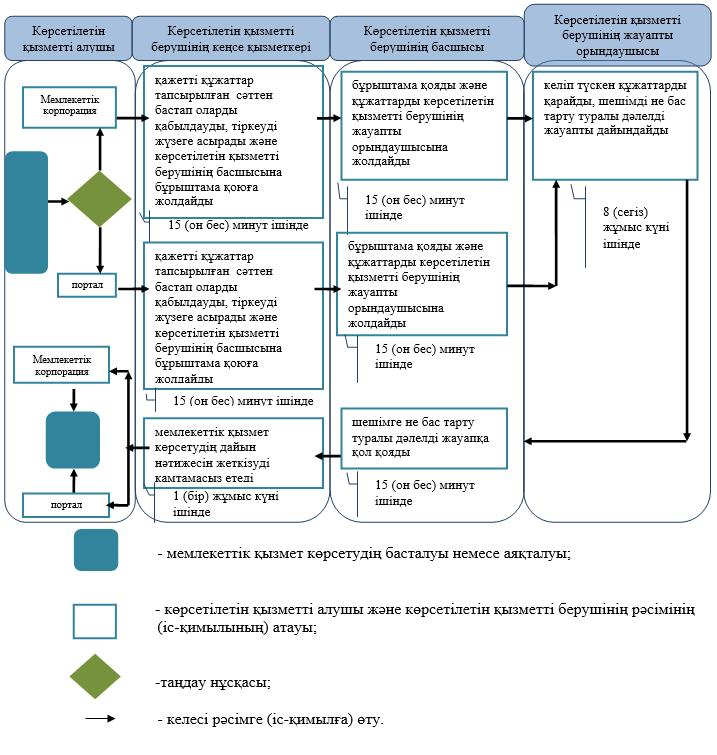 Көрсетілетін
қызметті алушы
Көрсетілетін қызметті
берушінің кеңсе қызметкері
Көрсетілетін қызметті
берушінің басшысы
Көрсетілетін қызметті
берушінің жауапты
орындаушысы
Мемлекеттік
корпорация
портал
Мемлекеттік
корпорация
портал
қажетті құжаттар
тапсырылған сәттен
бастап оларды
қабылдауды, тіркеуді
жүзеге асырады және
көрсетілетін қызметті
берушінің басшысына
бұрыштама қоюға
жолдайды
15 (он бес) минут ішінде
қажетті құжаттар
тапсырылған сәттен
бастап оларды
қабылдауды, тіркеуді
жүзеге асырады және
көрсетілетін қызметті
берушінің басшысына
бұрыштама қоюға
жолдайды
15 (он бес) минут ішінде
мемлекеттік қызмет
көрсетудің дайын
нәтижесін жеткізуді
камтамасыз етеді
1 (бір) жұмыс күні
ішінде
бұрыштама қояды және
құжаттарды көрсетілетін
қызметті берушінің
жауапты
орындаушысына
жолдайды
15 (он бес) минут
ішінде
бұрыштама қояды және
құжаттарды көрсетілетін
қызметті берушінің
жауапты
орындаушысына
жолдайды
15 (он бес) минут
ішінде
шешімге не бас тарту
туралы дәлелді жауапқа
қол қояды
15 (он бес) минут
ішінде
келіп түскен құжаттарды
қарайды, шешімді не бас
тарту туралы дәлелді
жауапты дайындайды
8 (сегіз)
жұмыс күні
ішінде
- мемлекеттік қызмет көрсетудің басталуы немесе аяқталуы;
- көрсетілетін қызметті алушы және көрсетілетін қызметті берушінің рәсімінің
(іс-қимылының) атауы;
-таңдау нұсқасы;
- келесі рәсімге (іс-қимылға) өту.